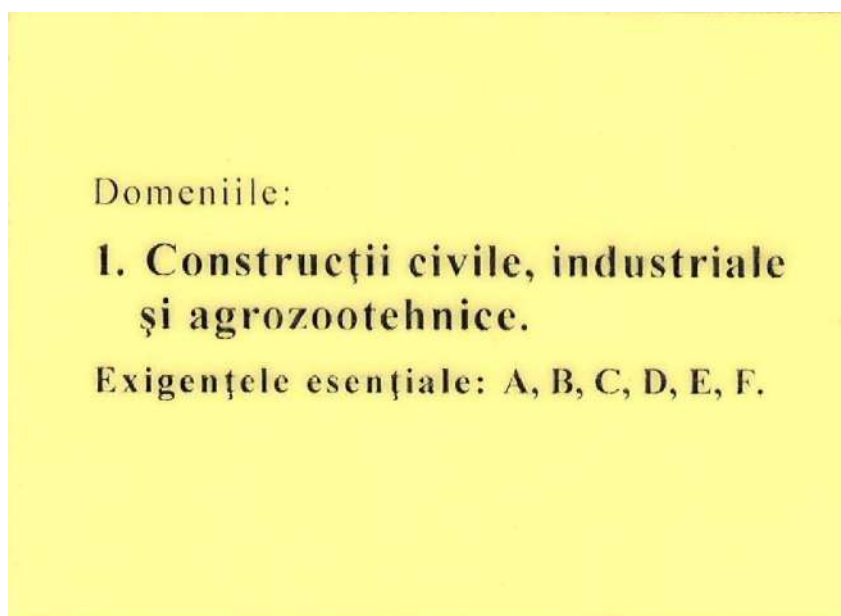 Domeniile:
1. Construcţii civile, industriale
şi agrozootehnice.
Exigenţele esenţiale: A, B, C, D, E, F.